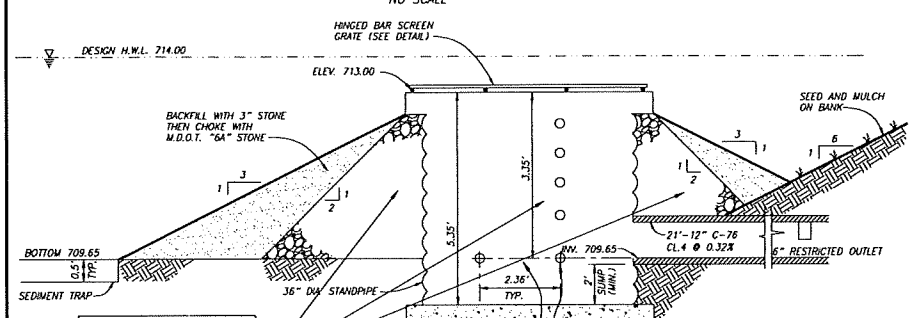 NO SCALE
HINGED BAR SCREEN
GRATE (SEE DETAIL)
DESIGN H.W.L. 714.00
ELEV. 713.00
BACKFILL WITH 3" STONE
THEN CHOKE WITH
M.D.O.T. "6A" STONE
SEED AND MULCH
ON BANK
3
1
6
1
3
1
1
2
1
2
3.35'
5.35'
21'-12" C-76
CL.4 @ 0.32%
6" RESTRICTED OUTLET
BOTTOM 709.65
INV. 709.65
0.5'
TYP.
2.36'
TYP.
2'
SUMP
(MIN.)
SEDIMENT TRAP
36" DIA STANDPIPE